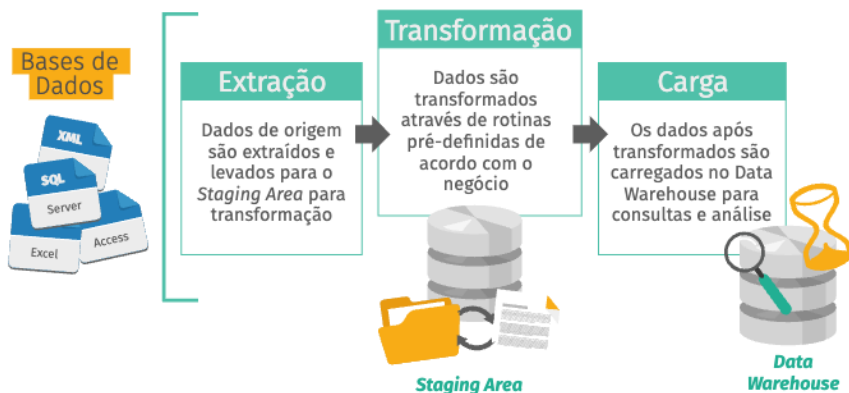 Bases de
Dados
XML
SQL
Server
Excel
Access
Extração
Dados de origem
são extraídos e
levados para o
Staging Area para
transformação
Transformação
Dados são
transformados
através de rotinas
pré-definidas de
acordo com o
negócio
Staging Area
Carga
Os dados após
transformados são
carregados no Data
Warehouse para
consultas e análise
Data
Warehouse